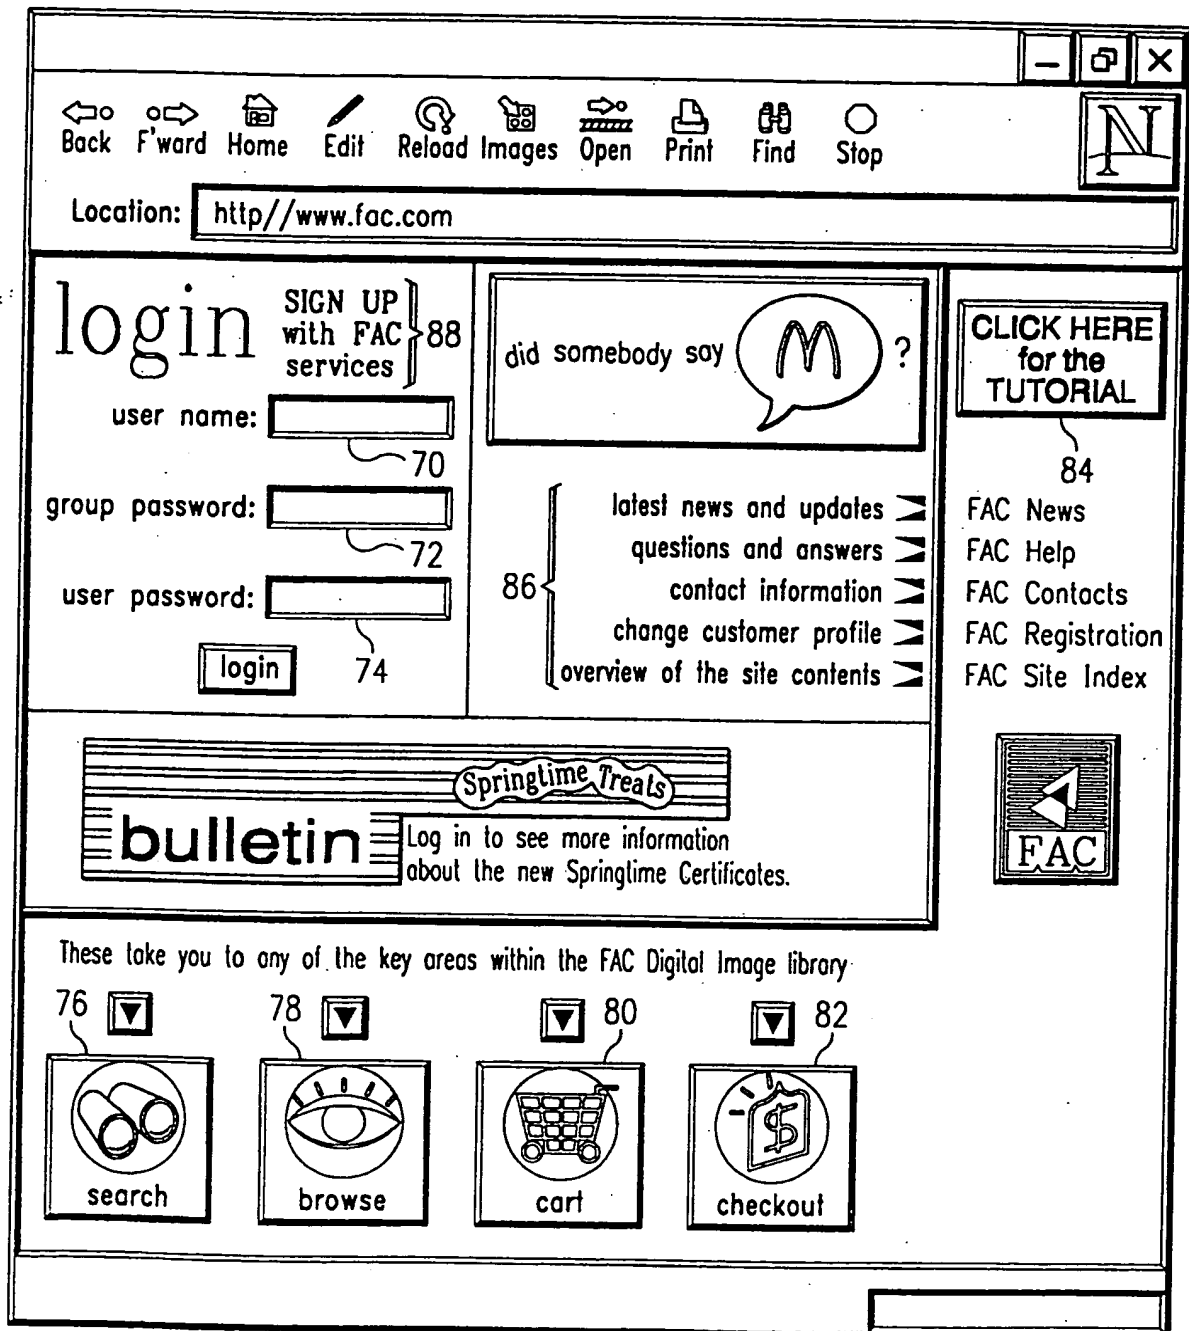 Back F'ward Home Edit Reload Images Open Print Find Stop
N
Location: http//www.fac.com
login
SIGN UP
with FAC
services
88
user name:
70
group password:
72
user password:
74
login
did somebody say M ?
CLICK HERE
for the
TUTORIAL
84
86
latest news and updates FAC News
questions and answers FAC Help
contact information FAC Contacts
change customer profile FAC Registration
overview of the site contents FAC Site Index
Springtime Treats
bulletin
Log in to see more information
about the new Springtime Certificates.
FAC
These take you to any of the key areas within the FAC Digital Image library
76 78 80 82
$
search browse cart checkout